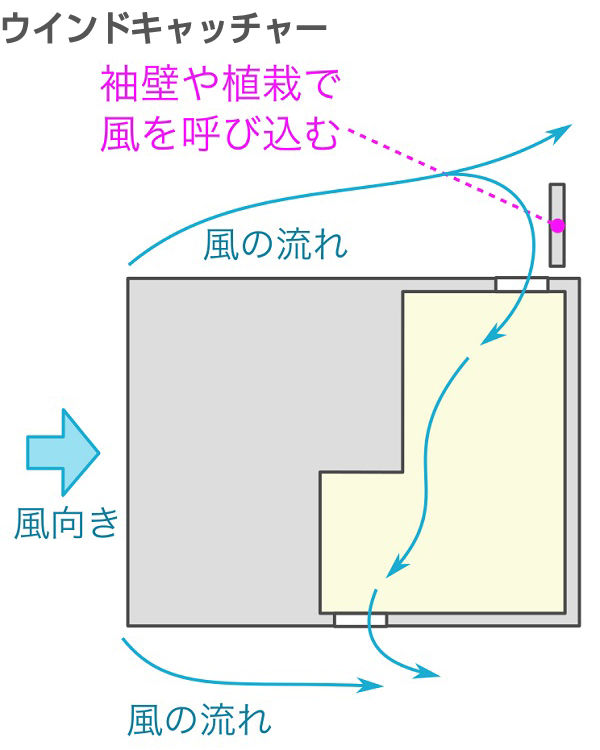 ウインドキャッチャー
袖壁や植栽で
風を呼び込む
風の流れ
風向き
風の流れ